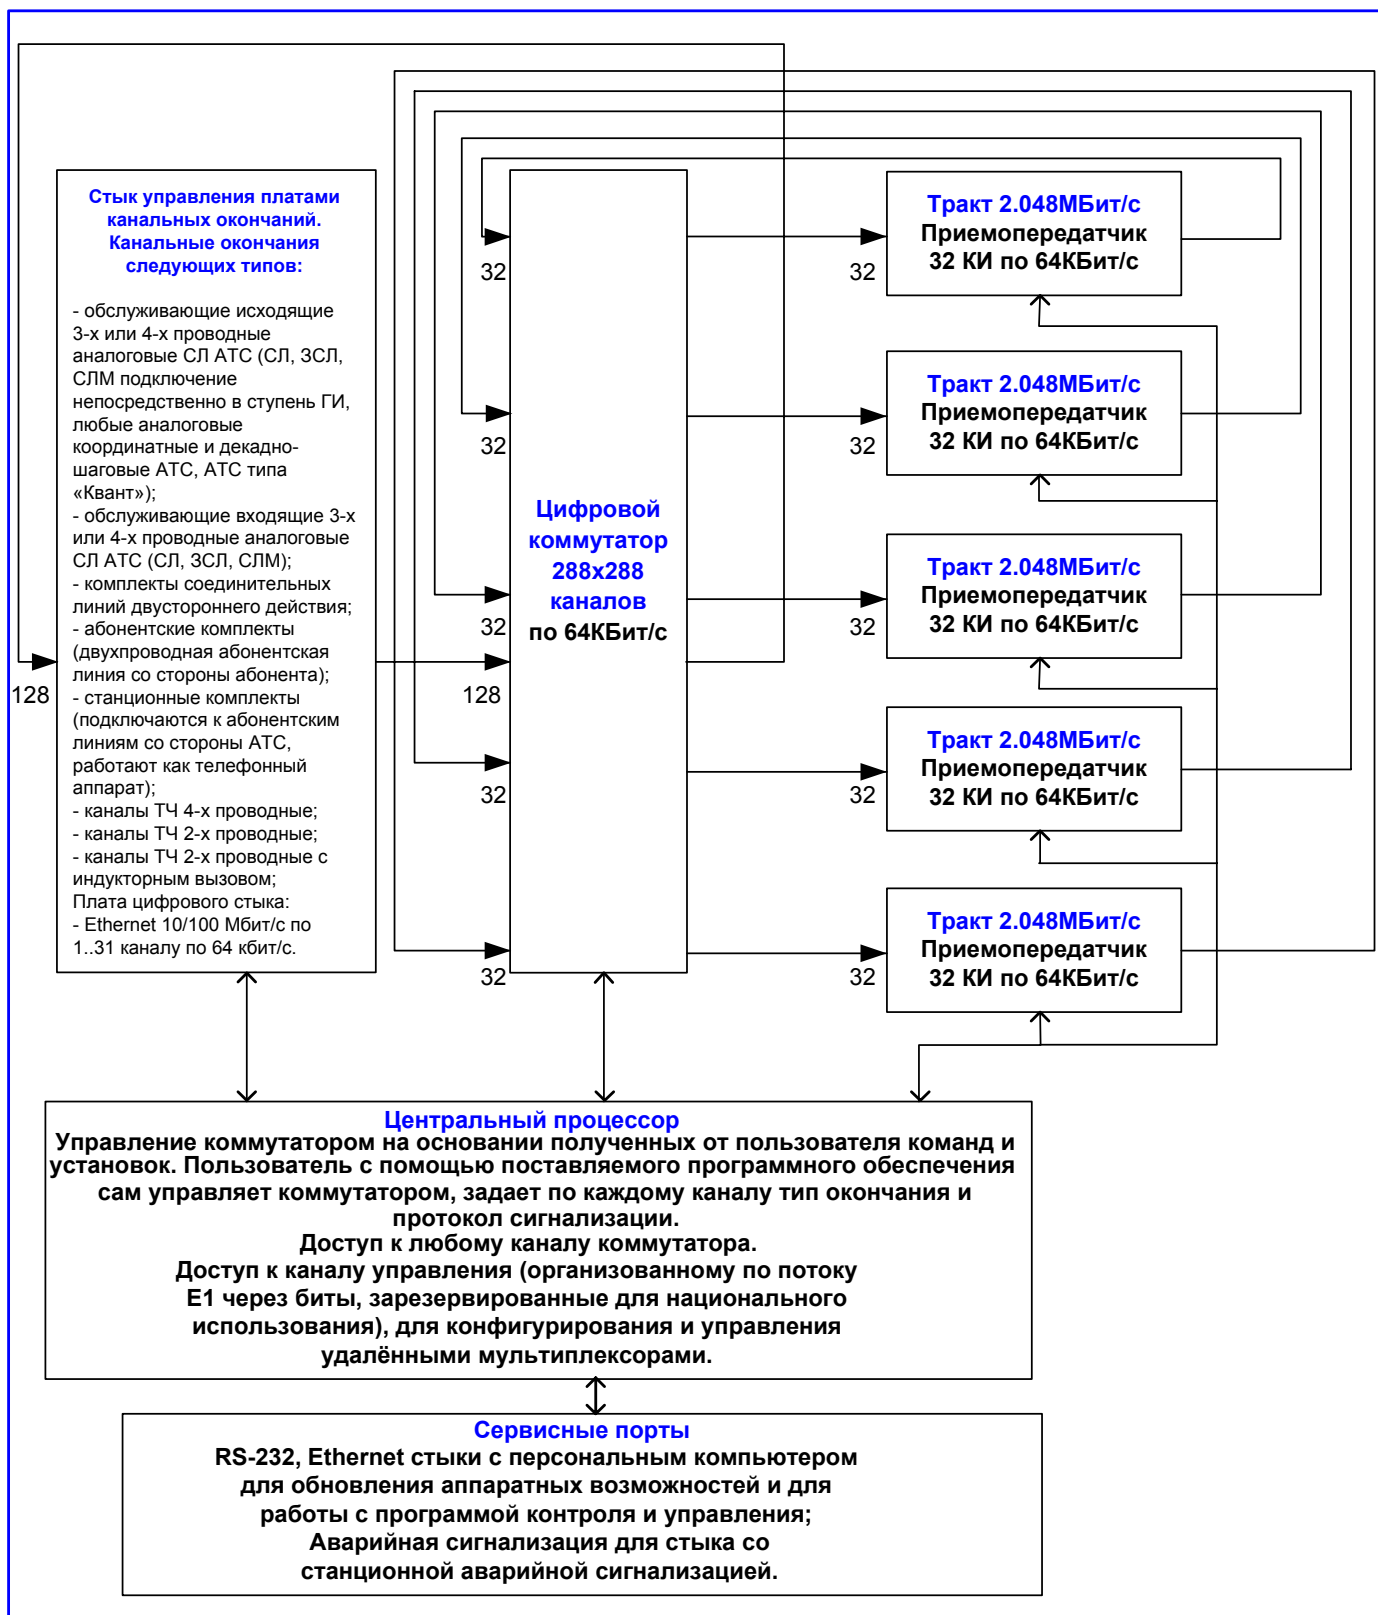 Стык управления платами
канальных окончаний.
Канальные окончания
следующих типов:
- обслуживающие исходящие
3-х или 4-х проводные
аналоговые СЛ АТС (СЛ, ЗСЛ,
СЛМ подключение
непосредственно в ступень ГИ,
любые аналоговые
координатные и декадно-
шаговые АТС, АТС типа
«Квант»);
- обслуживающие входящие 3-х
или 4-х проводные аналоговые
СЛ АТС (СЛ, ЗСЛ, СЛМ);
- комплекты соединительных
линий двустороннего действия;
- абонентские комплекты
(двухпроводная абонентская
линия со стороны абонента);
- станционные комплекты
(подключаются к абонентским
линиям со стороны АТС,
работают как телефонный
аппарат);
- каналы ТЧ 4-х проводные;
- каналы ТЧ 2-х проводные;
- каналы ТЧ 2-х проводные с
индукторным вызовом;
Плата цифрового стыка:
- Ethernet 10/100 Мбит/с по
1..31 каналу по 64 кбит/с.
128
32
32
32
128
32
32
Цифровой
коммутатор
288x288
каналов
по 64КБит/с
32
32
32
32
32
Тракт 2.048МБит/с
Приемопередатчик
32 КИ по 64КБит/с
Тракт 2.048МБит/с
Приемопередатчик
32 КИ по 64КБит/с
Тракт 2.048МБит/с
Приемопередатчик
32 КИ по 64КБит/с
Тракт 2.048МБит/с
Приемопередатчик
32 КИ по 64КБит/с
Тракт 2.048МБит/с
Приемопередатчик
32 КИ по 64КБит/с
Центральный процессор
Управление коммутатором на основании полученных от пользователя команд и
установок. Пользователь с помощью поставляемого программного обеспечения
сам управляет коммутатором, задает по каждому каналу тип окончания и
протокол сигнализации.
Доступ к любому каналу коммутатора.
Доступ к каналу управления (организованному по потоку
Е1 через биты, зарезервированные для национального
использования), для конфигурирования и управления
удалёнными мультиплексорами.
Сервисные порты
RS-232, Ethernet стыки с персональным компьютером
для обновления аппаратных возможностей и для
работы с программой контроля и управления;
Аварийная сигнализация для стыка со
станционной аварийной сигнализацией.